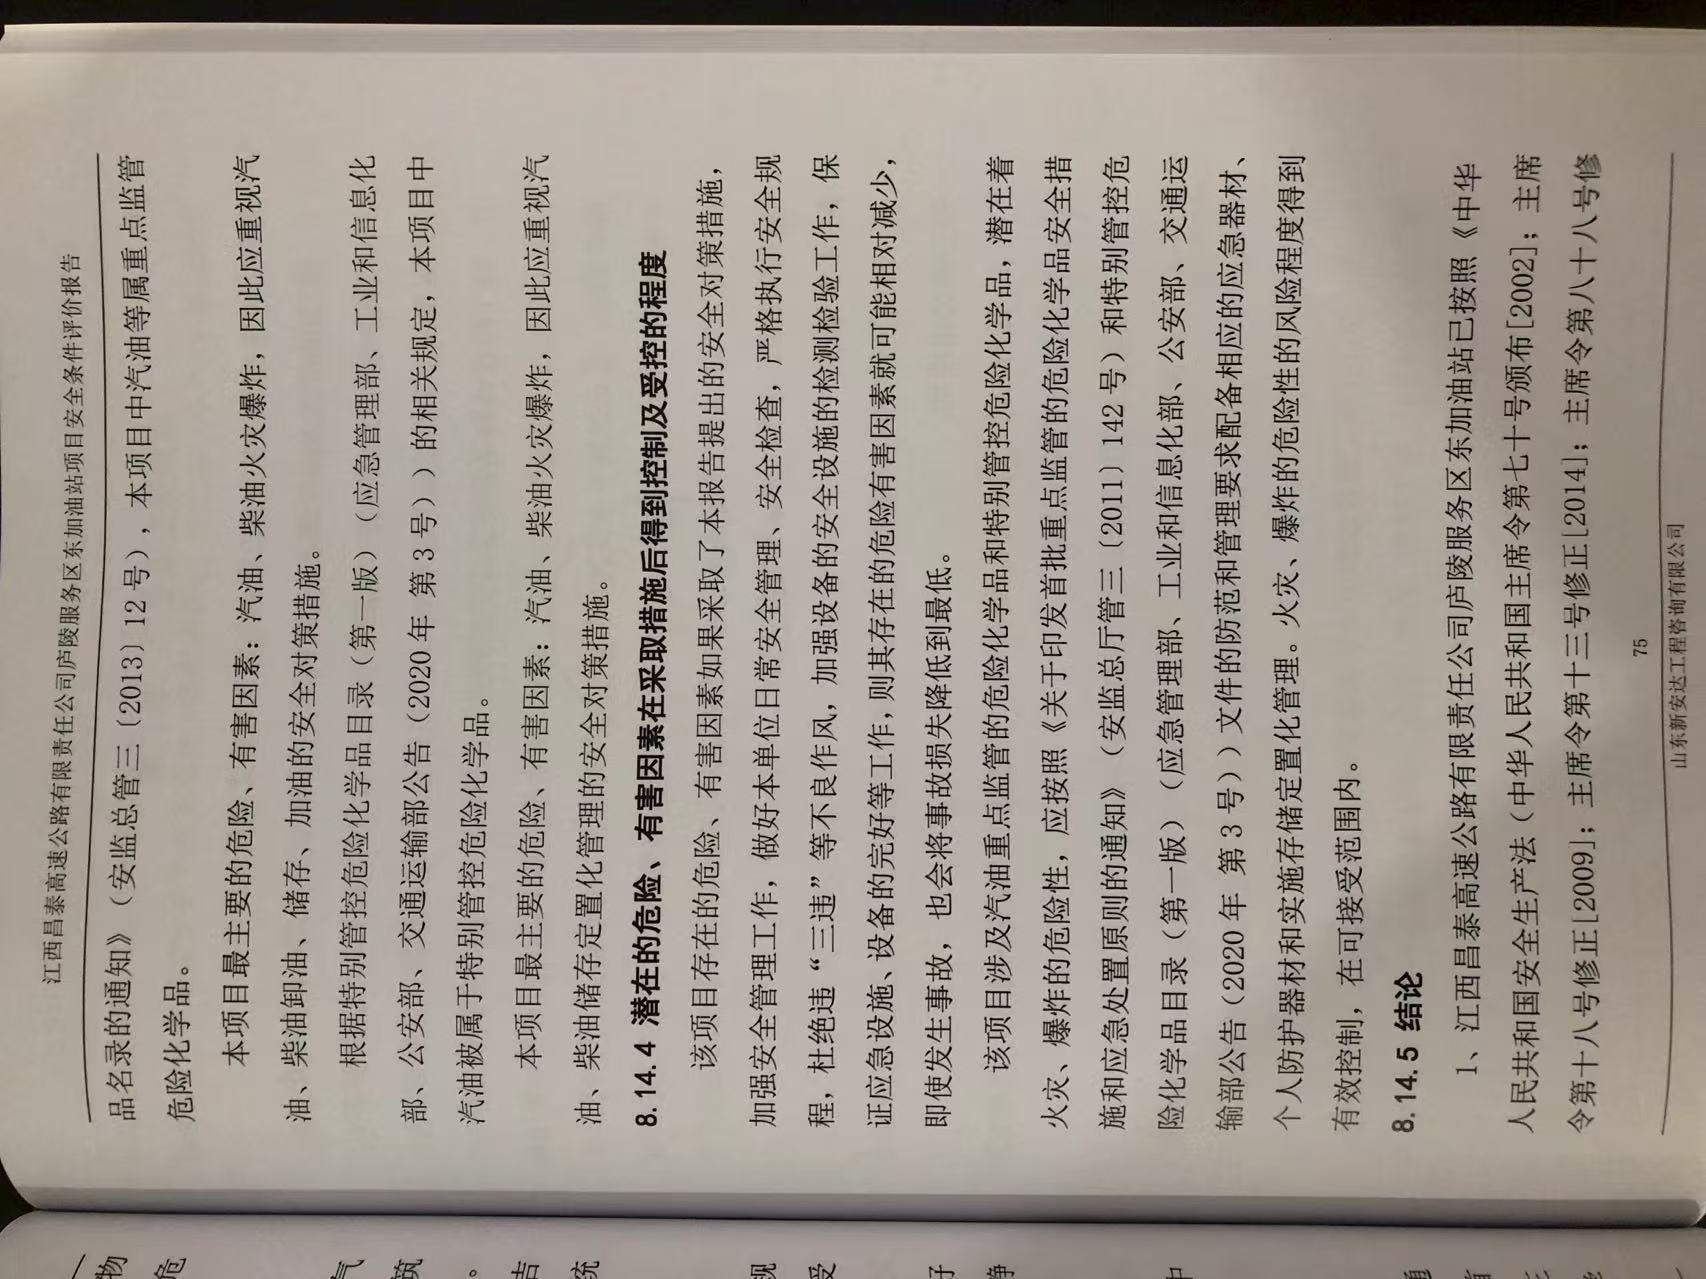 江西昌泰高速公路有限责任公司庐陵服务区东加油站项目安全条件评价报告
品名录的通知》（安监总管三〔2013〕12号），本项目中汽油等属重点监管
危险化学品。
本项目最主要的危险、有害因素：汽油、柴油火灾爆炸，因此应重视汽
油、柴油卸油、储存、加油的安全对策措施。
根据特别管控危险化学品目录（第一版）（应急管理部、工业和信息化
部、公安部、交通运输部公告（2020年 第3号））的相关规定，本项目中
汽油被属于特别管控危险化学品。
本项目最主要的危险、有害因素：汽油、柴油火灾爆炸，因此应重视汽
油、柴油储存定置化管理的安全对策措施。
8.14.4 潜在的危险、有害因素在采取措施后得到控制及受控的程度
该项目存在的危险、有害因素如果采取了本报告提出的安全对策措施，
加强安全管理工作，做好本单位日常安全管理、安全检查，严格执行安全规
程，杜绝违“三违”等不良作风，加强设备的安全设施的检测检验工作，保
证应急设施、设备的完好等工作，则其存在的危险有害因素就可能相对减少，
即使发生事故，也会将事故损失降低到最低。
该项目涉及汽油重点监管的危险化学品和特别管控危险化学品，潜在着
火灾、爆炸的危险性，应按照《关于印发首批重点监管的危险化学品安全措
施和应急处置原则的通知》（安监总厅管三〔2011〕142号）和特别管控危
险化学品目录（第一版）（应急管理部、工业和信息化部、公安部、交通运
输部公告（2020年 第3号））文件的防范和管理要求配备相应的应急器材、
个人防护器材和实施存储定置化管理。火灾、爆炸的危险性的风险程度得到
有效控制，在可接受范围内。
8.14.5 结论
1、江西昌泰高速公路有限责任公司庐陵服务区东加油站已按照《中华
人民共和国安全生产法（中华人民共和国主席令第七十号颁布[2002]；主席
令第十八号修正[2009]；主席令第十三号修正[2014]；主席令第八十八号修
75
山东新安达工程咨询有限公司